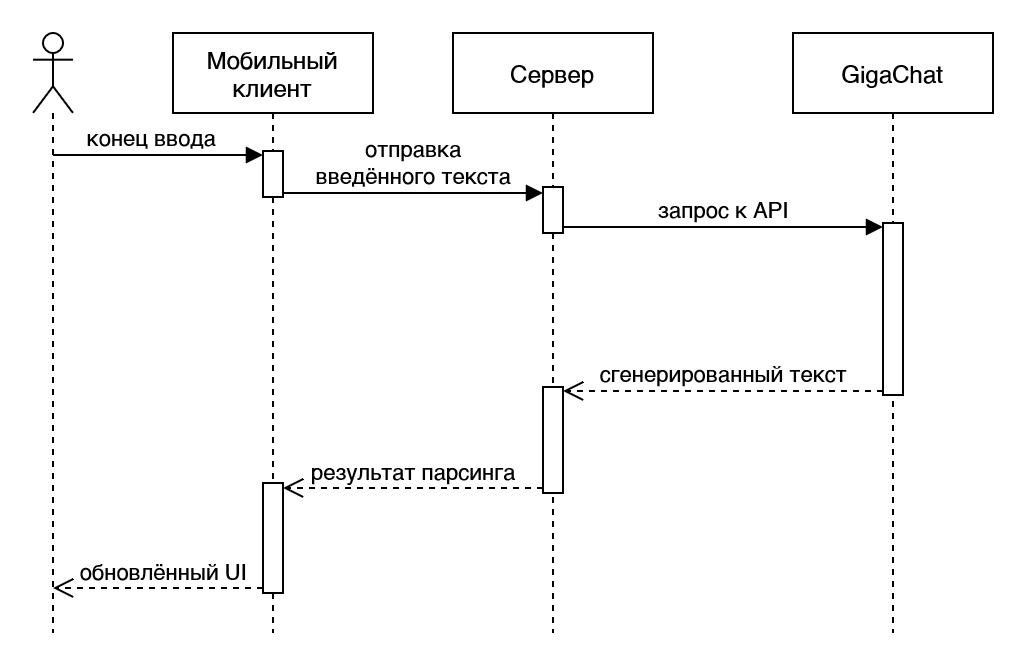 Мобильный
клиент
Сервер
GigaChat
конец ввода
отправка
введённого текста
запрос к API
сгенерированный текст
результат парсинга
обновлённый UI